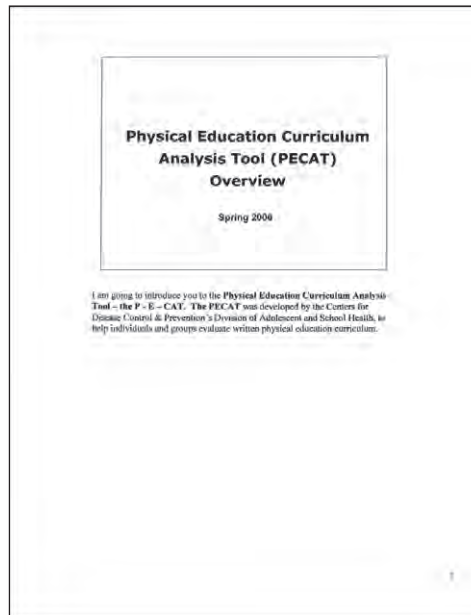 Physical Education Curriculum
Analysis Tool (PECAT)
Overview
Spring 2006
I am going to introduce you to the Physical Education Curriculum Analysis
Tool – the P - E – CAT. The PECAT was developed by the Centers for
Disease Control & Prevention's Division of Adolescent and School Health, to
help individuals and groups evaluate written physical education curriculum.
1